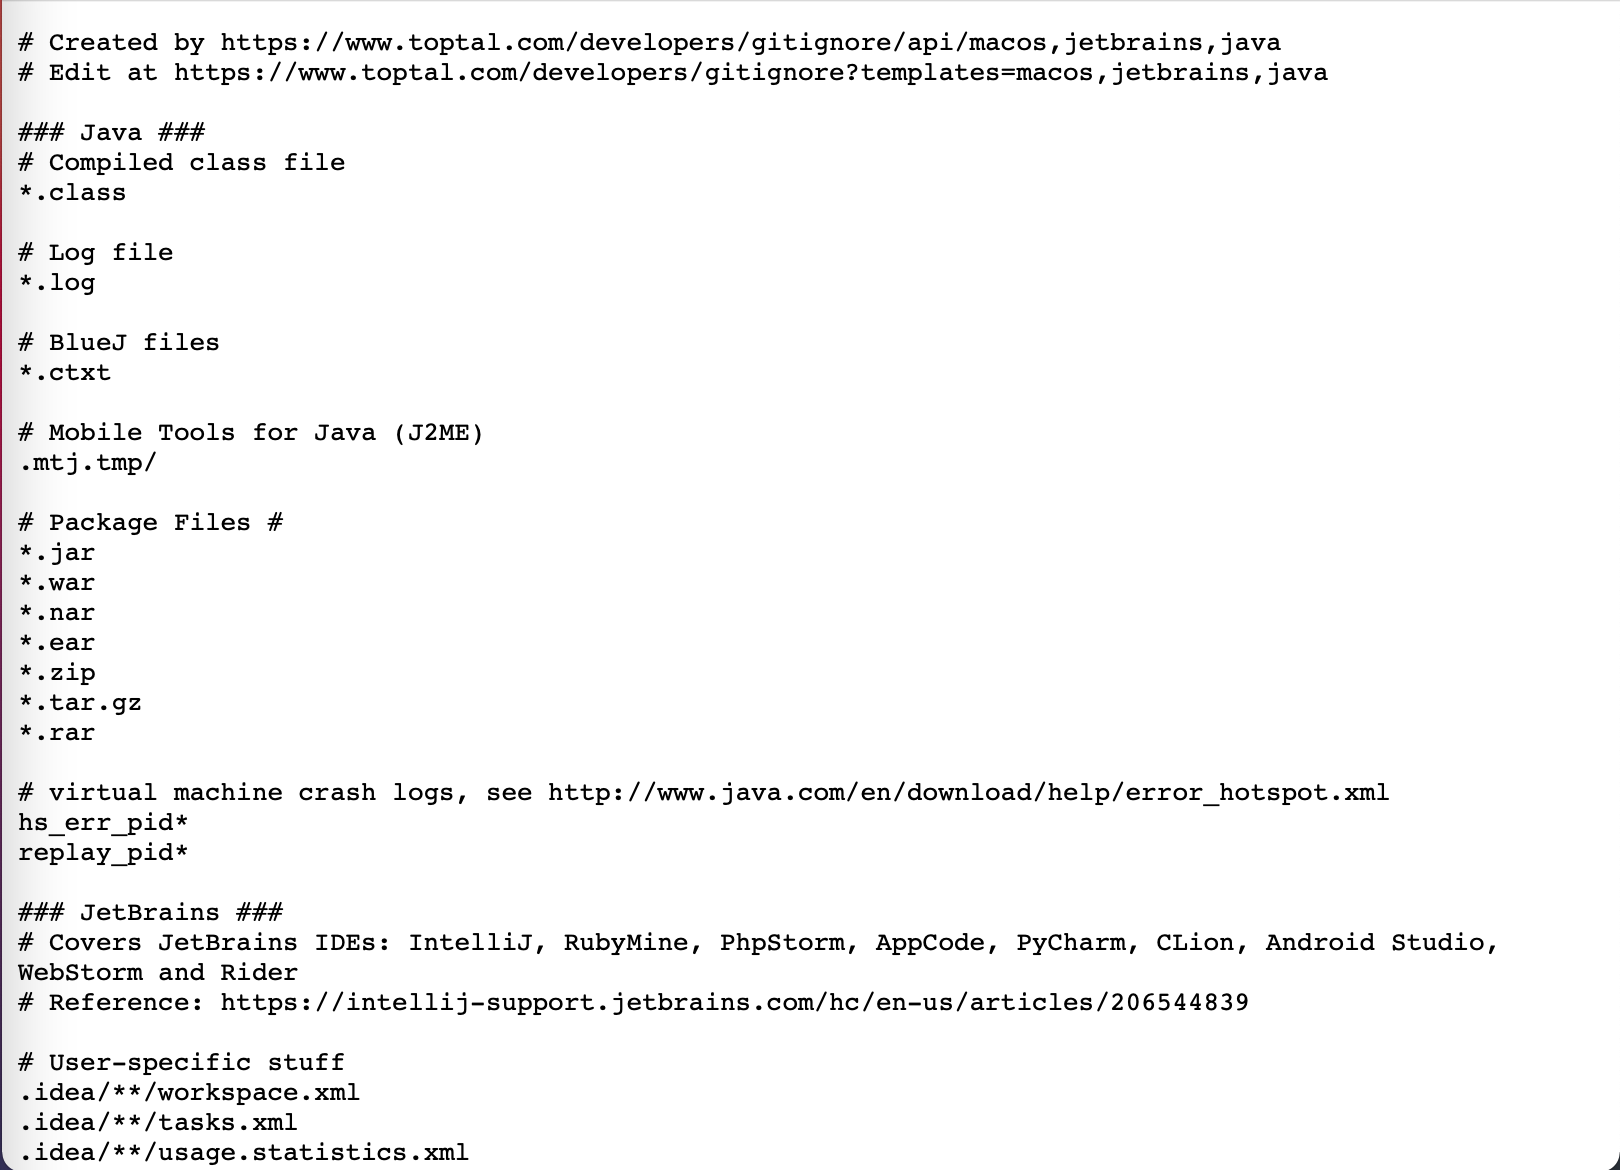 # Created by https://www.toptal.com/developers/gitignore/api/macos,jetbrains,java
# Edit at https://www.toptal.com/developers/gitignore?templates=macos,jetbrains,java

### Java ###
# Compiled class file
*.class

# Log file
*.log

# BlueJ files
*.ctxt

# Mobile Tools for Java (J2ME)
.mtj.tmp/

# Package Files #
*.jar
*.war
*.nar
*.ear
*.zip
*.tar.gz
*.rar

# virtual machine crash logs, see http://www.java.com/en/download/help/error_hotspot.xml
hs_err_pid*
replay_pid*

### JetBrains ###
# Covers JetBrains IDEs: IntelliJ, RubyMine, PhpStorm, AppCode, PyCharm, CLion, Android Studio,
WebStorm and Rider
# Reference: https://intellij-support.jetbrains.com/hc/en-us/articles/206544839

# User-specific stuff
.idea/**/workspace.xml
.idea/**/tasks.xml
.idea/**/usage.statistics.xml